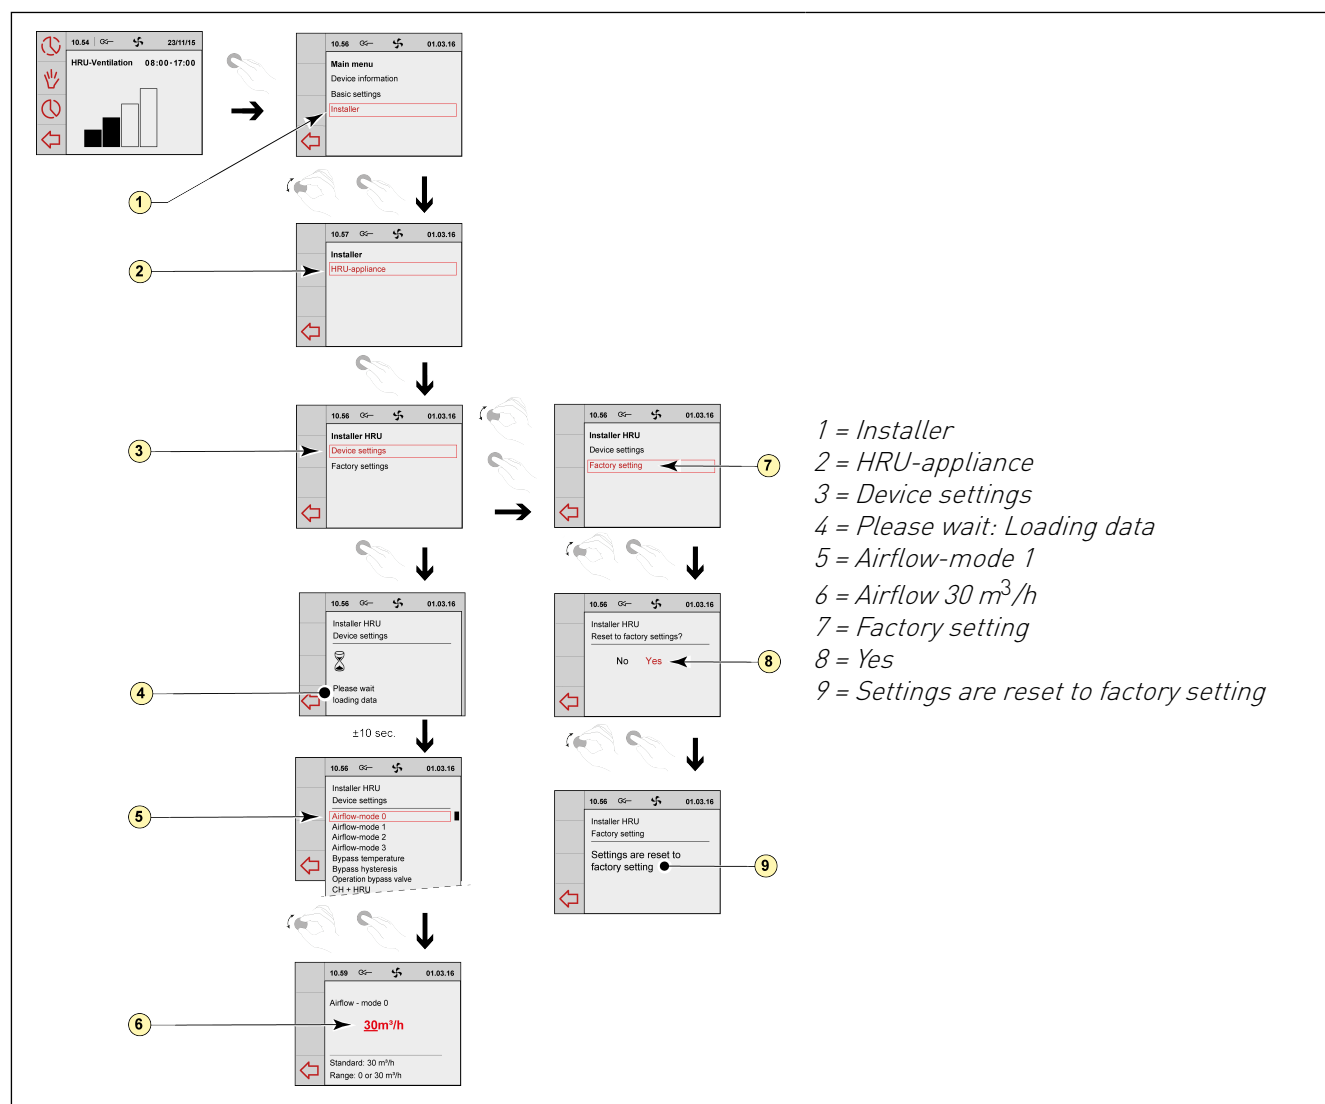 10.54 23/11/15
HRU-Ventilation 08:00-17:00
10.56 01.03.16
Main menu
Device information
Basic settings
Installer
1
10.57 01.03.16
Installer
HRU-appliance
2
10.56 01.03.16
Installer HRU
Device settings
Factory settings
3
10.56 01.03.16
Installer HRU
Device settings
Factory setting
7
10.56 01.03.16
Installer HRU
Device settings
Please wait
loading data
4
±10 sec.
10.56 01.03.16
Installer HRU
Reset to factory settings?
No Yes
8
10.56 01.03.16
Installer HRU
Device settings
Airflow-mode 0
Airflow-mode 1
Airflow-mode 2
Airflow-mode 3
Bypass temperature
Bypass hysteresis
Operation bypass valve
CH + HRU
5
10.56 01.03.16
Installer HRU
Factory setting
Settings are reset to
factory setting
9
10.59 01.03.16
Airflow - mode 0
30m³/h
Standard: 30 m³/h
Range: 0 or 30 m³/h
6
1 = Installer
2 = HRU-appliance
3 = Device settings
4 = Please wait: Loading data
5 = Airflow-mode 1
6 = Airflow 30 m³/h
7 = Factory setting
8 = Yes
9 = Settings are reset to factory setting